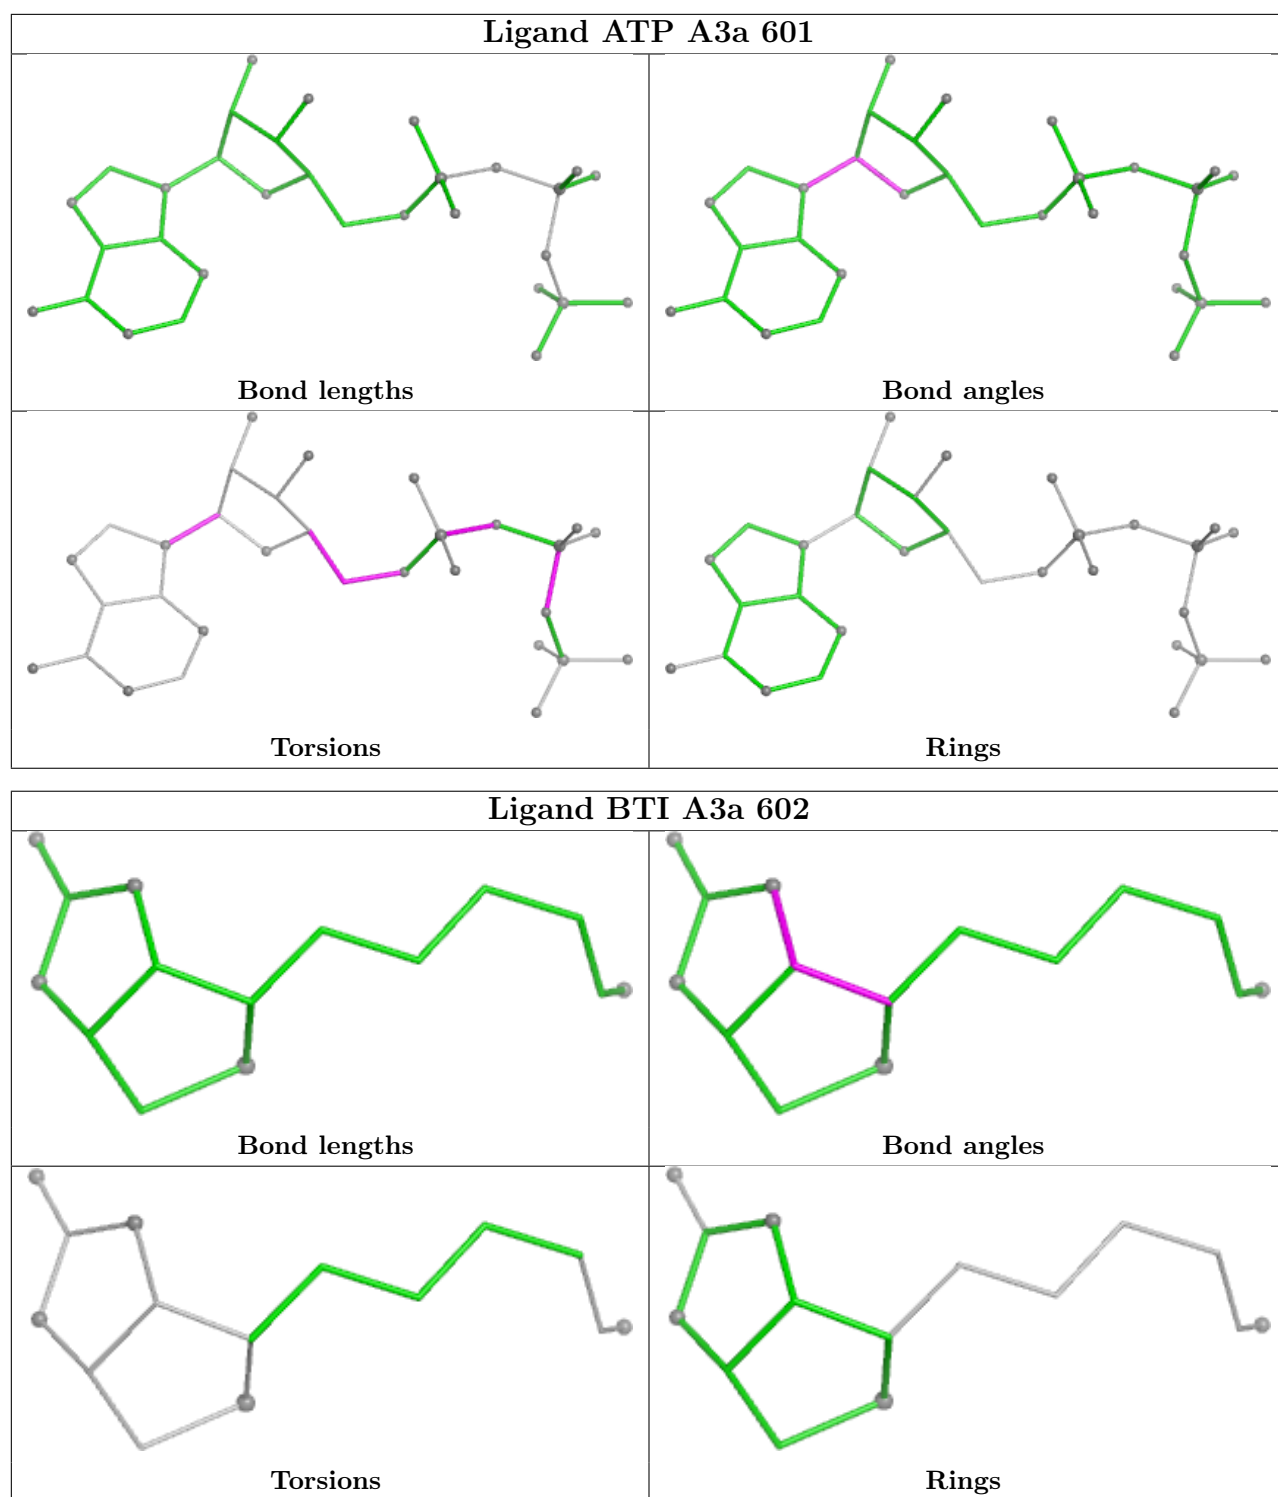 Ligand ATP A3a 601
Bond lengths
Bond angles
Torsions
Rings
Ligand BTI A3a 602
Bond lengths
Bond angles
Torsions
Rings